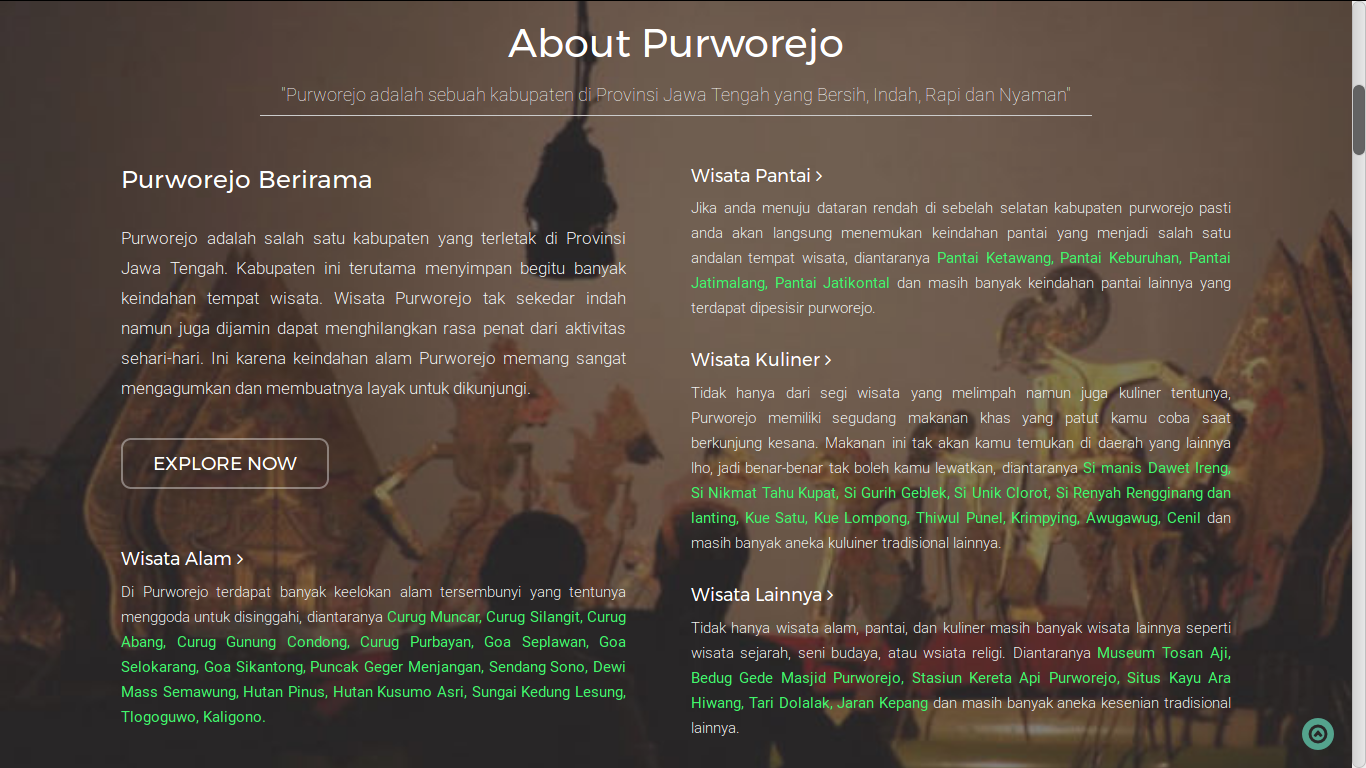 About Purworejo
"Purworejo adalah sebuah kabupaten di Provinsi Jawa Tengah yang Bersih, Indah, Rapi dan Nyaman"
Purworejo Berirama
Purworejo adalah salah satu kabupaten yang terletak di Provinsi
Jawa Tengah. Kabupaten ini terutama menyimpan begitu banyak
keindahan tempat wisata. Wisata Purworejo tak sekedar indah
namun juga dijamin dapat menghilangkan rasa penat dari aktivitas
sehari-hari. Ini karena keindahan alam Purworejo memang sangat
mengagumkan dan membuatnya layak untuk dikunjungi.
EXPLORE NOW
Wisata Alam >
Di Purworejo terdapat banyak keelokan alam tersembunyi yang tentunya
menggoda untuk disinggahi, diantaranya Curug Muncar, Curug Silangit, Curug
Abang, Curug Gunung Condong, Curug Purbayan, Goa Seplawan, Goa
Selokarang, Goa Sikantong, Puncak Geger Menjangan, Sendang Sono, Dewi
Mass Semawung, Hutan Pinus, Hutan Kusumo Asri, Sungai Kedung Lesung,
Tlogoguwo, Kaligono.
Wisata Pantai >
Jika anda menuju dataran rendah di sebelah selatan kabupaten purworejo pasti
anda akan langsung menemukan keindahan pantai yang menjadi salah satu
andalan tempat wisata, diantaranya Pantai Ketawang, Pantai Keburuhan, Pantai
Jatimalang, Pantai Jatikontal dan masih banyak keindahan pantai lainnya yang
terdapat dipesisir purworejo.
Wisata Kuliner >
Tidak hanya dari segi wisata yang melimpah namun juga kuliner tentunya,
Purworejo memiliki segudang makanan khas yang patut kamu coba saat
berkunjung kesana. Makanan ini tak akan kamu temukan di daerah yang lainnya
lho, jadi benar-benar tak boleh kamu lewatkan, diantaranya Si manis Dawet Ireng,
Si Nikmat Tahu Kupat, Si Gurih Geblek, Si Unik Clorot, Si Renyah Rengginang dan
lanting, Kue Satu, Kue Lompong, Thiwul Punel, Krimpying, Awugawug, Cenil dan
masih banyak aneka kuluiner tradisional lainnya.
Wisata Lainnya >
Tidak hanya wisata alam, pantai, dan kuliner masih banyak wisata lainnya seperti
wisata sejarah, seni budaya, atau wsiata religi. Diantaranya Museum Tosan Aji,
Bedug Gede Masjid Purworejo, Stasiun Kereta Api Purworejo, Situs Kayu Ara
Hiwang, Tari Dolalak, Jaran Kepang dan masih banyak aneka kesenian tradisional
lainnya.